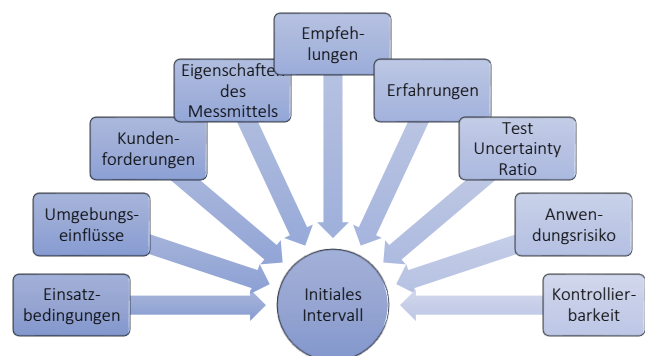 Empfeh-
lungen
Eigenschaften
des
Messmittels
Erfahrungen
Kunden-
forderungen
Test
Uncertainty
Ratio
Umgebungs-
einflüsse
Anwen-
dungsrisiko
Einsatz-
bedingungen
Initiales
Intervall
Kontrollier-
barkeit